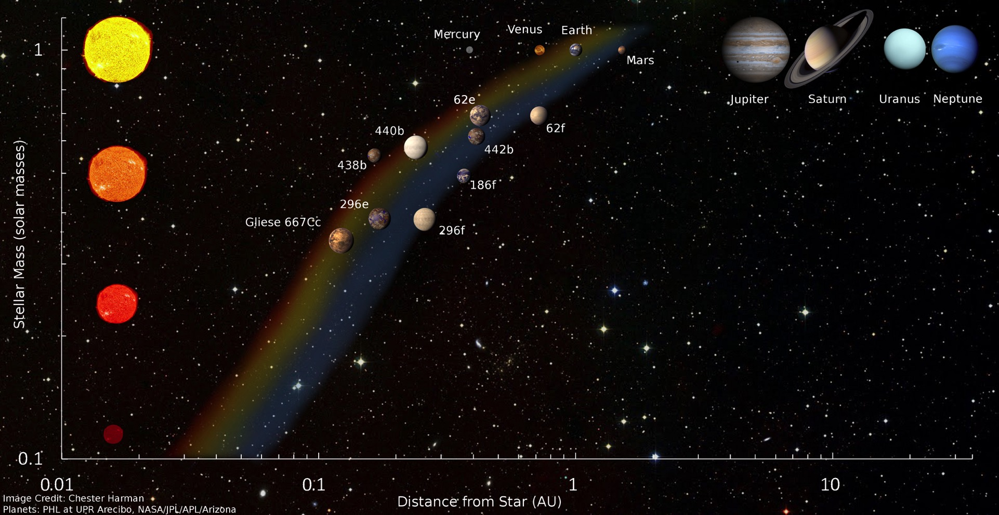 Mercury
Venus
Earth
Mars
Jupiter
Saturn
Uranus
Neptune
1
62e
62f
440b
442b
438b
186f
296e
Gliese 667Cc
296f
Stellar Mass (solar masses)
0.1
0.01
0.1
1
10
Distance from Star (AU)
Image Credit: Chester Harman
Planets: PHL at UPR Arecibo, NASA/JPL/APL/Arizona